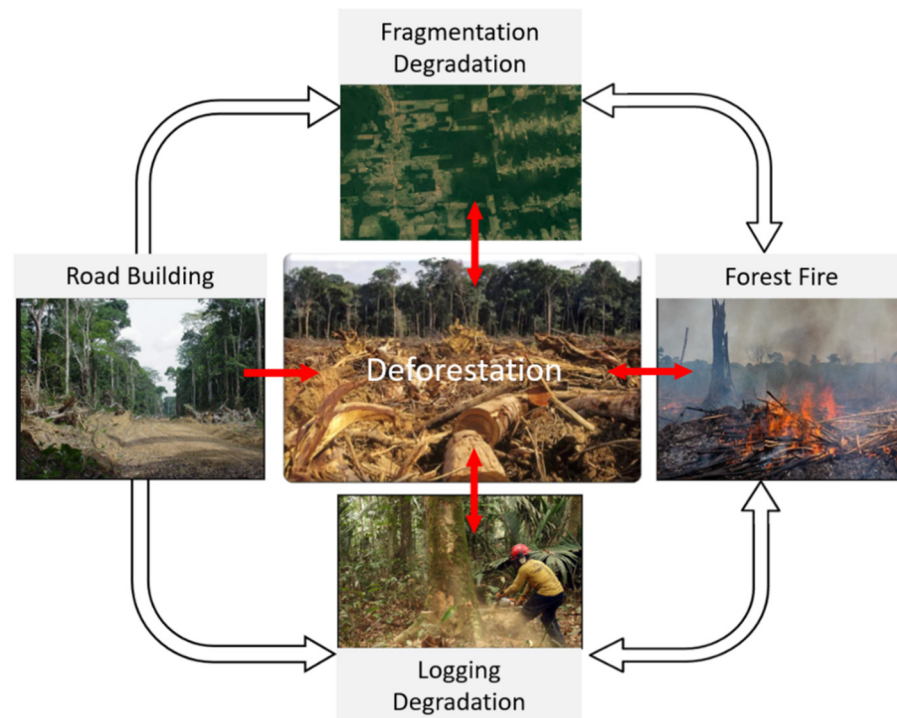 Fragmentation
Degradation
Road Building
Forest Fire
Deforestation
Logging
Degradation